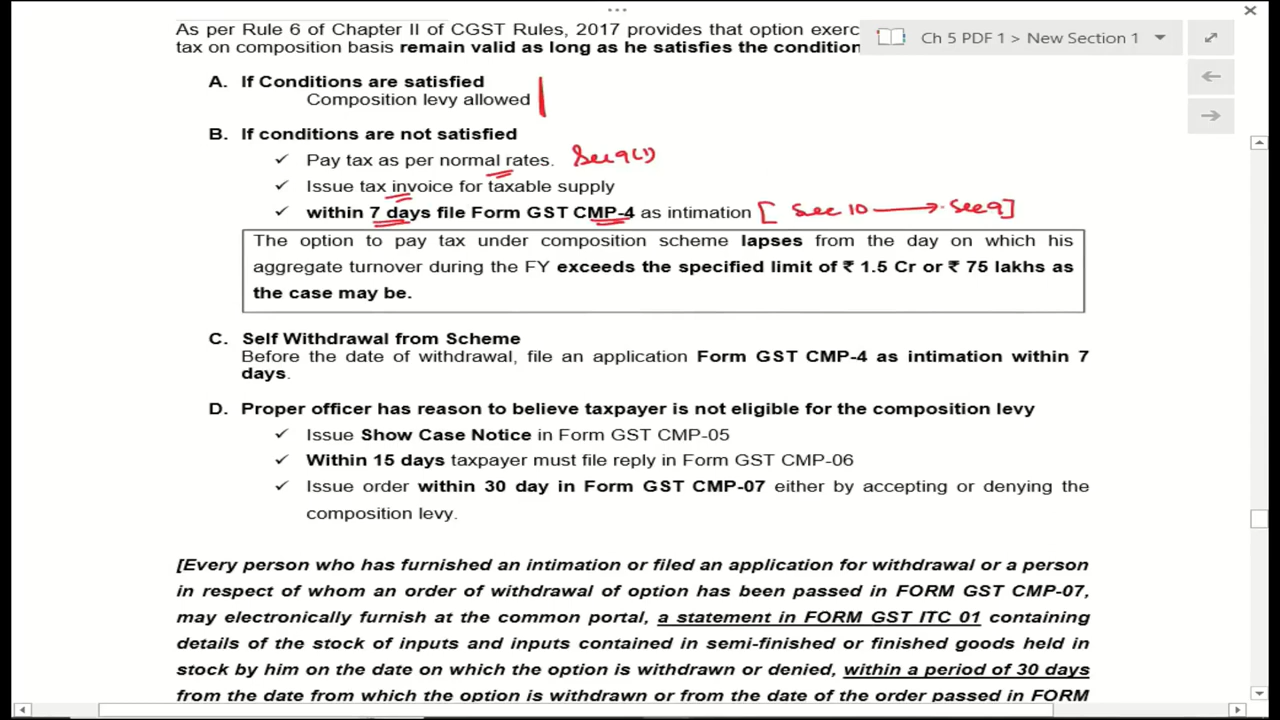 As per Rule 6 of Chapter II of CGST Rules, 2017 provides that option exerc
Ch 5 PDF 1 > New Section 1
tax on composition basis remain valid as long as he satisfies the condition
A. If Conditions are satisfied
Composition levy allowed
B. If conditions are not satisfied
✓ Pay tax as per normal rates. Sec 9(1)
✓ Issue tax invoice for taxable supply
✓ within 7 days file Form GST CMP-4 as intimation [ Sec 10 → Sec 9]
The option to pay tax under composition scheme lapses from the day on which his
aggregate turnover during the FY exceeds the specified limit of ₹ 1.5 Cr or ₹ 75 lakhs as
the case may be.
C. Self Withdrawal from Scheme
Before the date of withdrawal, file an application Form GST CMP-4 as intimation within 7
days.
D. Proper officer has reason to believe taxpayer is not eligible for the composition levy
✓ Issue Show Case Notice in Form GST CMP-05
✓ Within 15 days taxpayer must file reply in Form GST CMP-06
✓ Issue order within 30 day in Form GST CMP-07 either by accepting or denying the
composition levy.
[Every person who has furnished an intimation or filed an application for withdrawal or a person
in respect of whom an order of withdrawal of option has been passed in FORM GST CMP-07,
may electronically furnish at the common portal, a statement in FORM GST ITC 01 containing
details of the stock of inputs and inputs contained in semi-finished or finished goods held in
stock by him on the date on which the option is withdrawn or denied, within a period of 30 days
from the date from which the option is withdrawn or from the date of the order passed in FORM